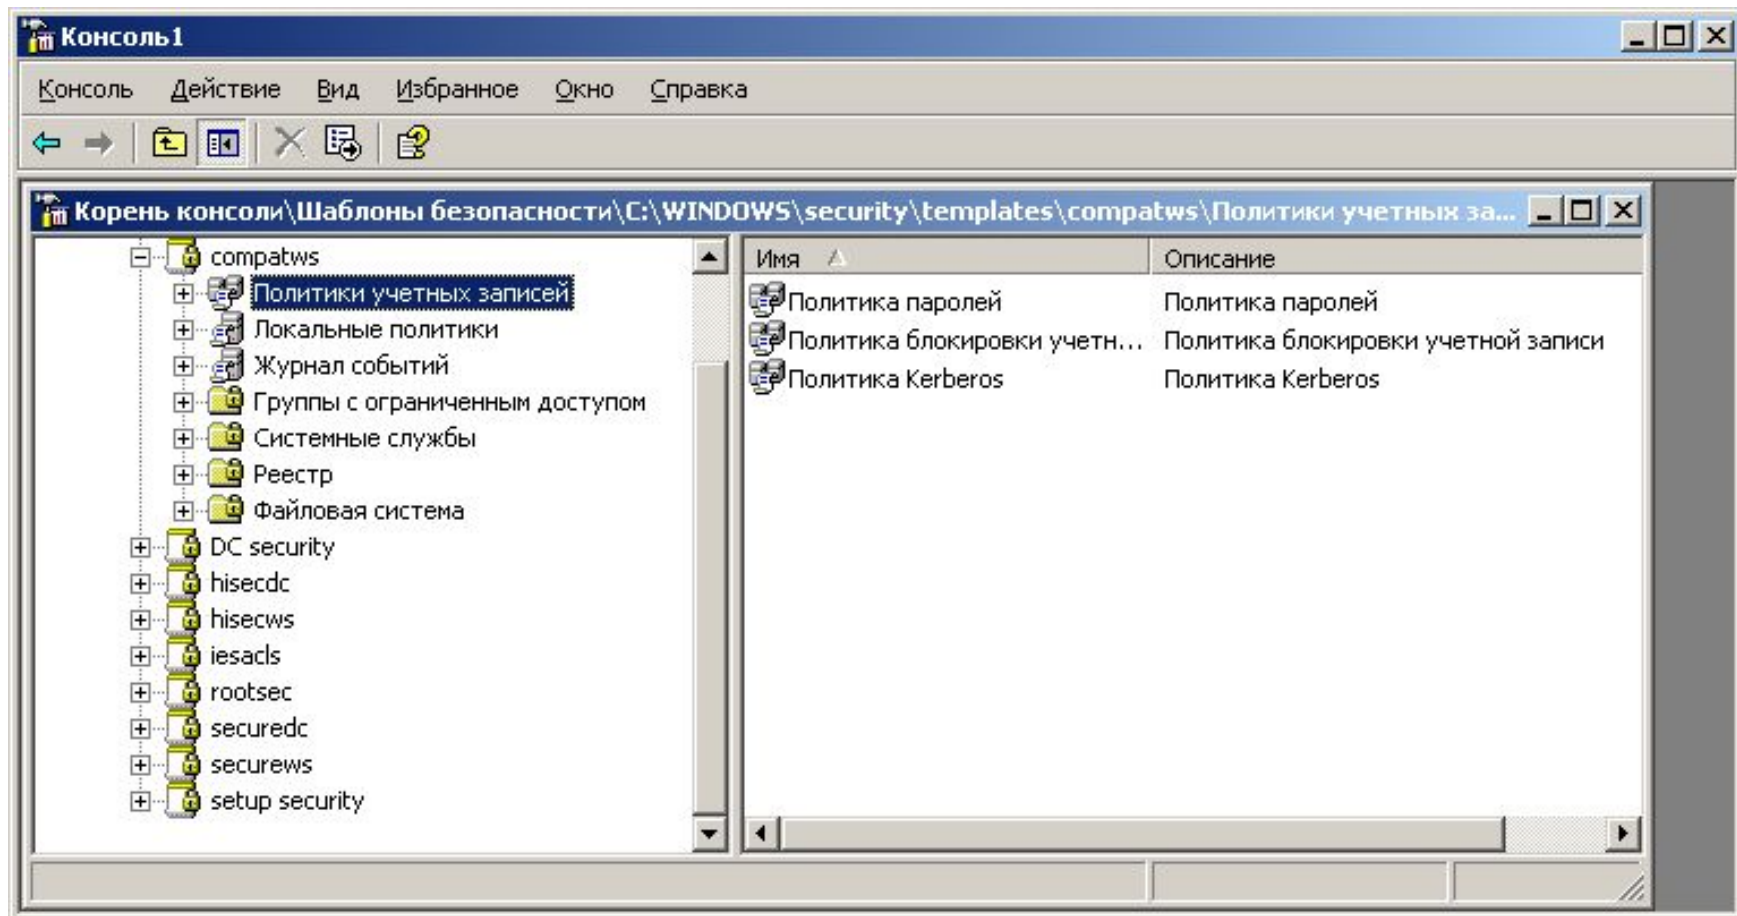 Консоль1
Консоль Действие Вид Избранное Окно Справка
Корень консоли\Шаблоны безопасности\C:\WINDOWS\security\templates\compatws\Политики учетных за...
compatws
Политики учетных записей
Локальные политики
Журнал событий
Группы с ограниченным доступом
Системные службы
Реестр
Файловая система
DC security
hisecdc
hisecws
iesacls
rootsec
securedc
securews
setup security
Имя Описание
Политика паролей Политика паролей
Политика блокировки учетн... Политика блокировки учетной записи
Политика Kerberos Политика Kerberos